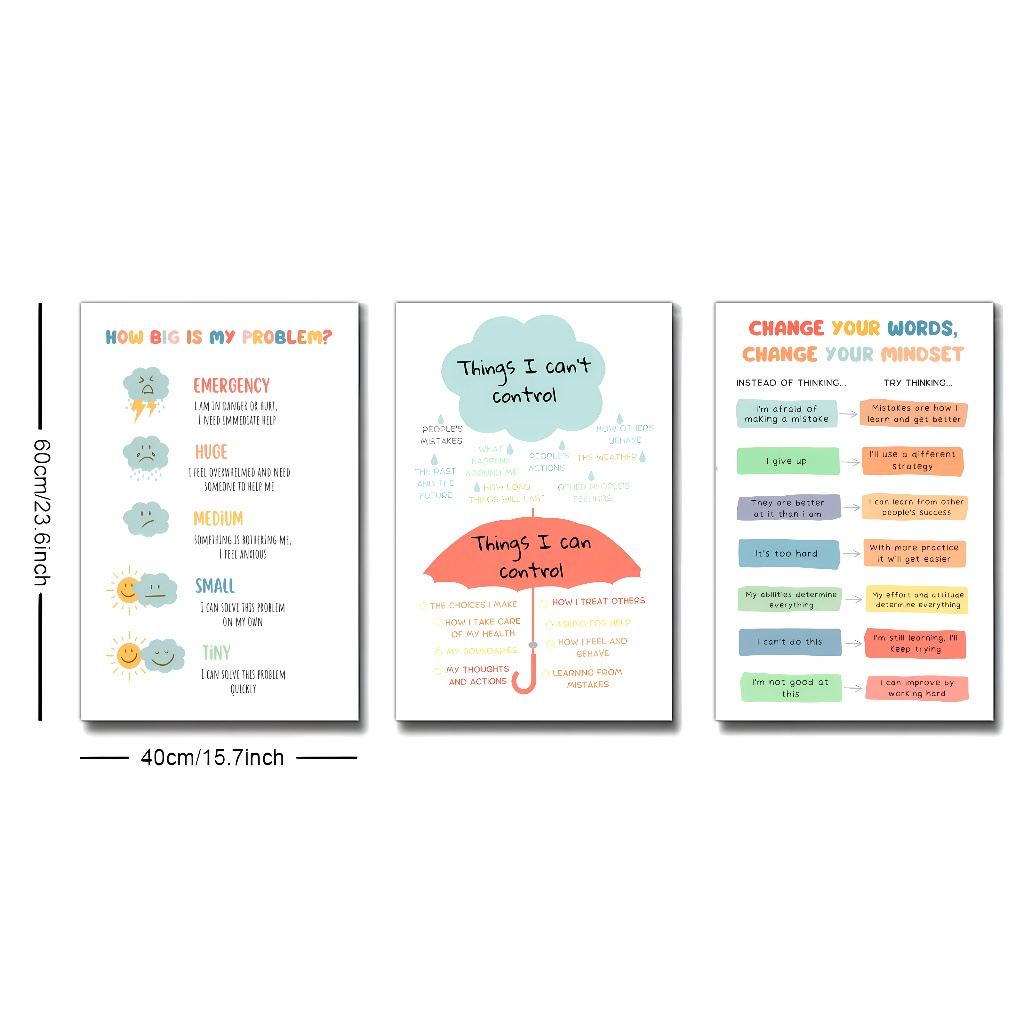 60cm/23.6inch
40cm/15.7inch
HOW BIG IS MY PROBLEM?
EMERGENCY
I AM IN DANGER OR HURT,
I NEED IMMEDIATE HELP
HUGE
I FEEL OVERWHELMED AND NEED
SOMEONE TO HELP ME
MEDIUM
SOMETHING IS BOTHERING ME,
I FEEL ANXIOUS
SMALL
I CAN SOLVE THIS PROBLEM
ON MY OWN
TINY
I CAN SOLVE THIS PROBLEM
QUICKLY
Things I can't
control
PEOPLE'S
MISTAKES
HOW OTHERS
BEHAVE
WHAT
HAPPENS
AROUND ME
PEOPLE'S
ACTIONS
THE WEATHER
THE PAST
AND THE
FUTURE
HOW LONG
THINGS WILL LAST
OTHER PEOPLE'S
FEELINGS
Things I can
control
THE CHOICES I MAKE
HOW I TREAT OTHERS
HOW I TAKE CARE
OF MY HEALTH
ASKING FOR HELP
MY BOUNDARIES
HOW I FEEL AND
BEHAVE
MY THOUGHTS
AND ACTIONS
LEARNING FROM
MISTAKES
CHANGE YOUR WORDS,
CHANGE YOUR MINDSET
INSTEAD OF THINKING...
TRY THINKING...
I'm afraid of
making a mistake
Mistakes are how I
learn and get better
I give up
I'll use a different
strategy
They are better
at it than i am
I can learn from other
people's success
It's too hard
With more practice
it will get easier
My abilities determine
everything
My effort and attitude
determine everything
I can't do this
I'm still learning, I'll
keep trying
I'm not good at
this
I can improve by
working hard